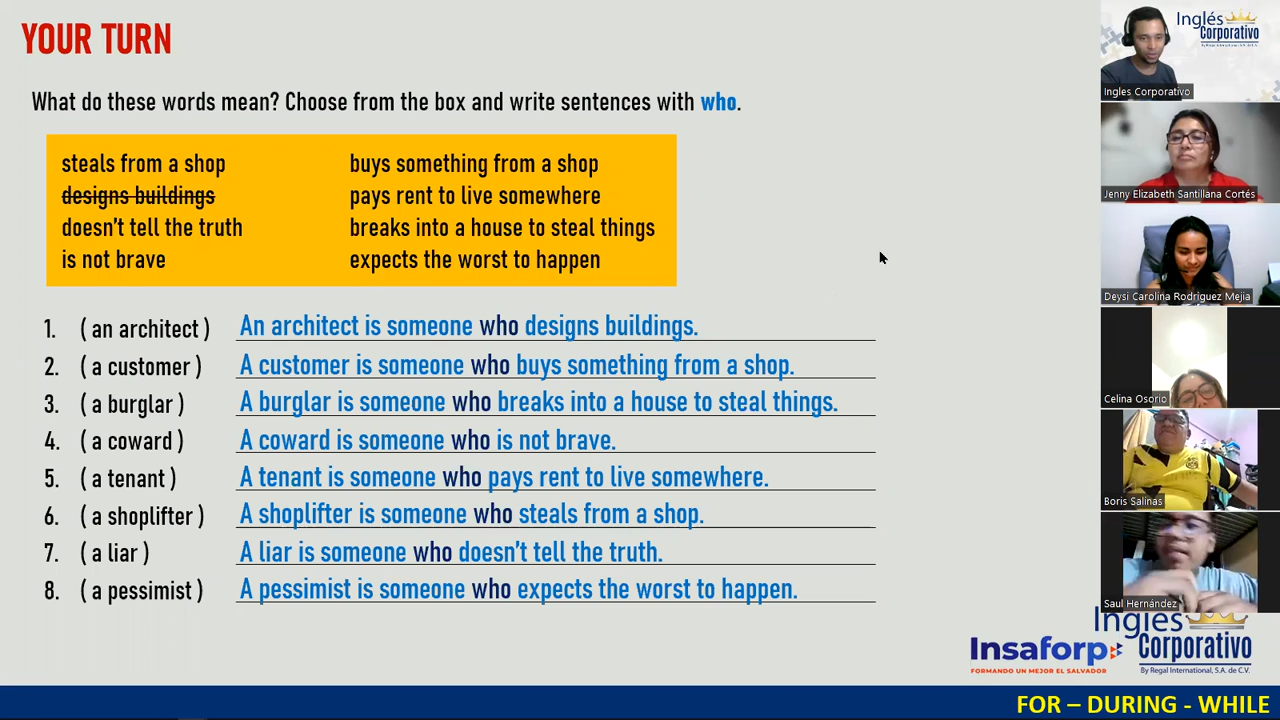 YOUR TURN
What do these words mean? Choose from the box and write sentences with who.
steals from a shop
designs buildings
doesn't tell the truth
is not brave
buys something from a shop
pays rent to live somewhere
breaks into a house to steal things
expects the worst to happen
1. ( an architect ) An architect is someone who designs buildings.
2. ( a customer ) A customer is someone who buys something from a shop.
3. ( a burglar ) A burglar is someone who breaks into a house to steal things.
4. ( a coward ) A coward is someone who is not brave.
5. ( a tenant ) A tenant is someone who pays rent to live somewhere.
6. ( a shoplifter ) A shoplifter is someone who steals from a shop.
7. ( a liar ) A liar is someone who doesn't tell the truth.
8. ( a pessimist ) A pessimist is someone who expects the worst to happen.
Inglés
Corporativo
By Regal International, S.A. de C.V.
Ingles Corporativo
Jenny Elizabeth Santillana Cortés
Deysi Carolina Rodríguez Mejia
Celina Osorio
Boris Salinas
Saul Hernández
Insaforp
FORMANDO UN MEJOR EL SALVADOR
Inglés
Corporativo
By Regal International, S.A. de C.V.
FOR – DURING - WHILE